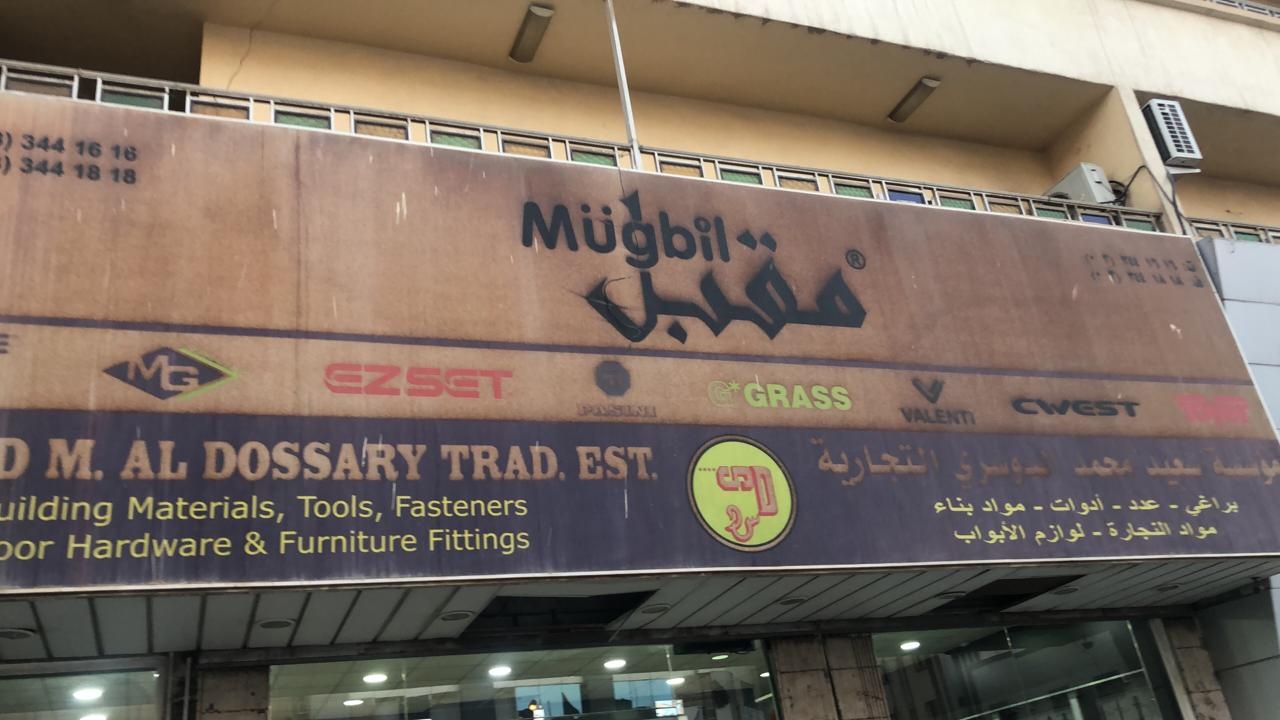 ) 344 16 16
) 344 18 18
Mügbil
مقبل ®
MG
EZSET
PASINI
G* GRASS
VALENTI
CWEST
D M. AL DOSSARY TRAD. EST.
uilding Materials, Tools, Fasteners
oor Hardware & Furniture Fittings
مؤسسة سعيد محمد الدوسري التجارية
براغي - عدد - أدوات - مواد بناء
مواد النجارة - لوازم الأبواب